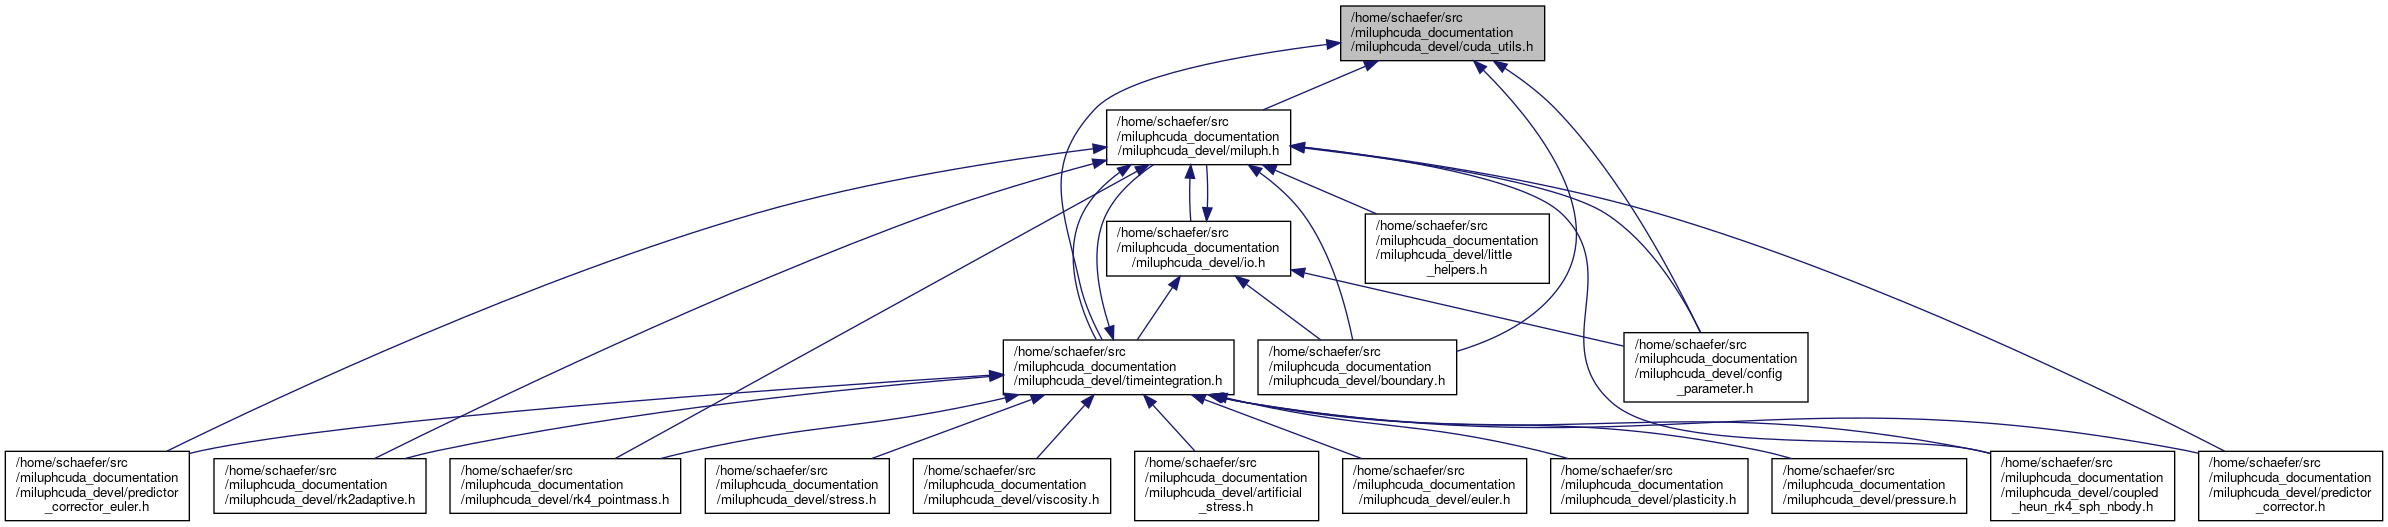 /home/schaefer/src
/miluphcuda_documentation
/miluphcuda_devel/cuda_utils.h
/home/schaefer/src
/miluphcuda_documentation
/miluphcuda_devel/miluph.h
/home/schaefer/src
/miluphcuda_documentation
/miluphcuda_devel/io.h
/home/schaefer/src
/miluphcuda_documentation
/miluphcuda_devel/little
_helpers.h
/home/schaefer/src
/miluphcuda_documentation
/miluphcuda_devel/timeintegration.h
/home/schaefer/src
/miluphcuda_documentation
/miluphcuda_devel/boundary.h
/home/schaefer/src
/miluphcuda_documentation
/miluphcuda_devel/config
_parameter.h
/home/schaefer/src
/miluphcuda_documentation
/miluphcuda_devel/predictor
_corrector_euler.h
/home/schaefer/src
/miluphcuda_documentation
/miluphcuda_devel/rk2adaptive.h
/home/schaefer/src
/miluphcuda_documentation
/miluphcuda_devel/rk4_pointmass.h
/home/schaefer/src
/miluphcuda_documentation
/miluphcuda_devel/stress.h
/home/schaefer/src
/miluphcuda_documentation
/miluphcuda_devel/viscosity.h
/home/schaefer/src
/miluphcuda_documentation
/miluphcuda_devel/artificial
_stress.h
/home/schaefer/src
/miluphcuda_documentation
/miluphcuda_devel/euler.h
/home/schaefer/src
/miluphcuda_documentation
/miluphcuda_devel/plasticity.h
/home/schaefer/src
/miluphcuda_documentation
/miluphcuda_devel/pressure.h
/home/schaefer/src
/miluphcuda_documentation
/miluphcuda_devel/coupled
_heun_rk4_sph_nbody.h
/home/schaefer/src
/miluphcuda_documentation
/miluphcuda_devel/predictor
_corrector.h